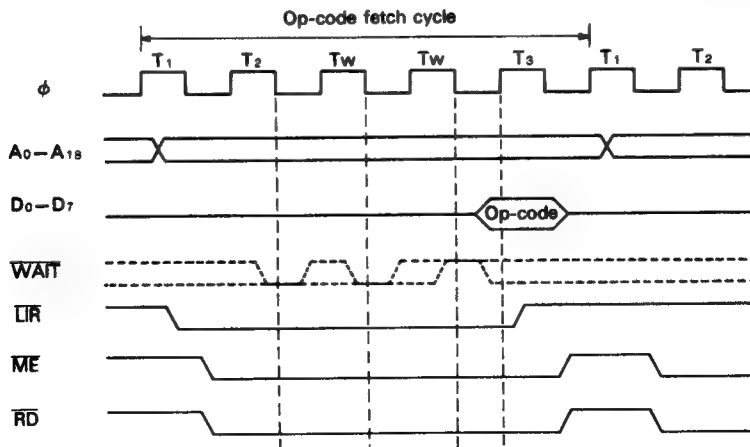 Op-code fetch cycle
T1 T2 TW TW T3 T1 T2
ϕ
A0–A18
D0–D7
Op-code
WAIT
LIR
ME
RD